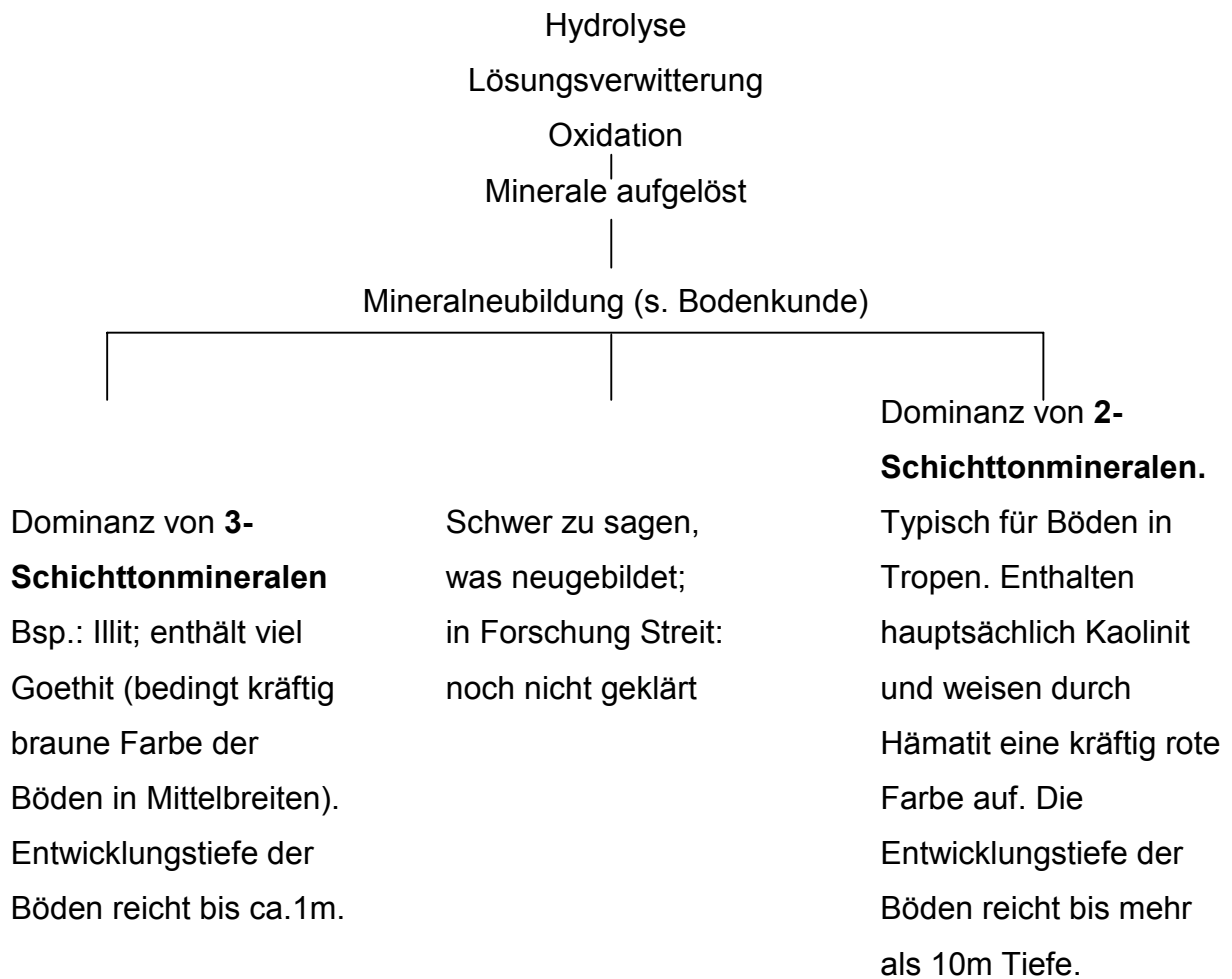 Hydrolyse
Lösungsverwitterung
Oxidation
Minerale aufgelöst
Mineralneubildung (s. Bodenkunde)
Dominanz von 3-
Schichttonmineralen
Bsp.: Illit; enthält viel
Goethit (bedingt kräftig
braune Farbe der
Böden in Mittelbreiten).
Entwicklungstiefe der
Böden reicht bis ca.1m.
Schwer zu sagen,
was neugebildet;
in Forschung Streit:
noch nicht geklärt
Dominanz von 2-
Schichttonmineralen.
Typisch für Böden in
Tropen. Enthalten
hauptsächlich Kaolinit
und weisen durch
Hämatit eine kräftig rote
Farbe auf. Die
Entwicklungstiefe der
Böden reicht bis mehr
als 10m Tiefe.